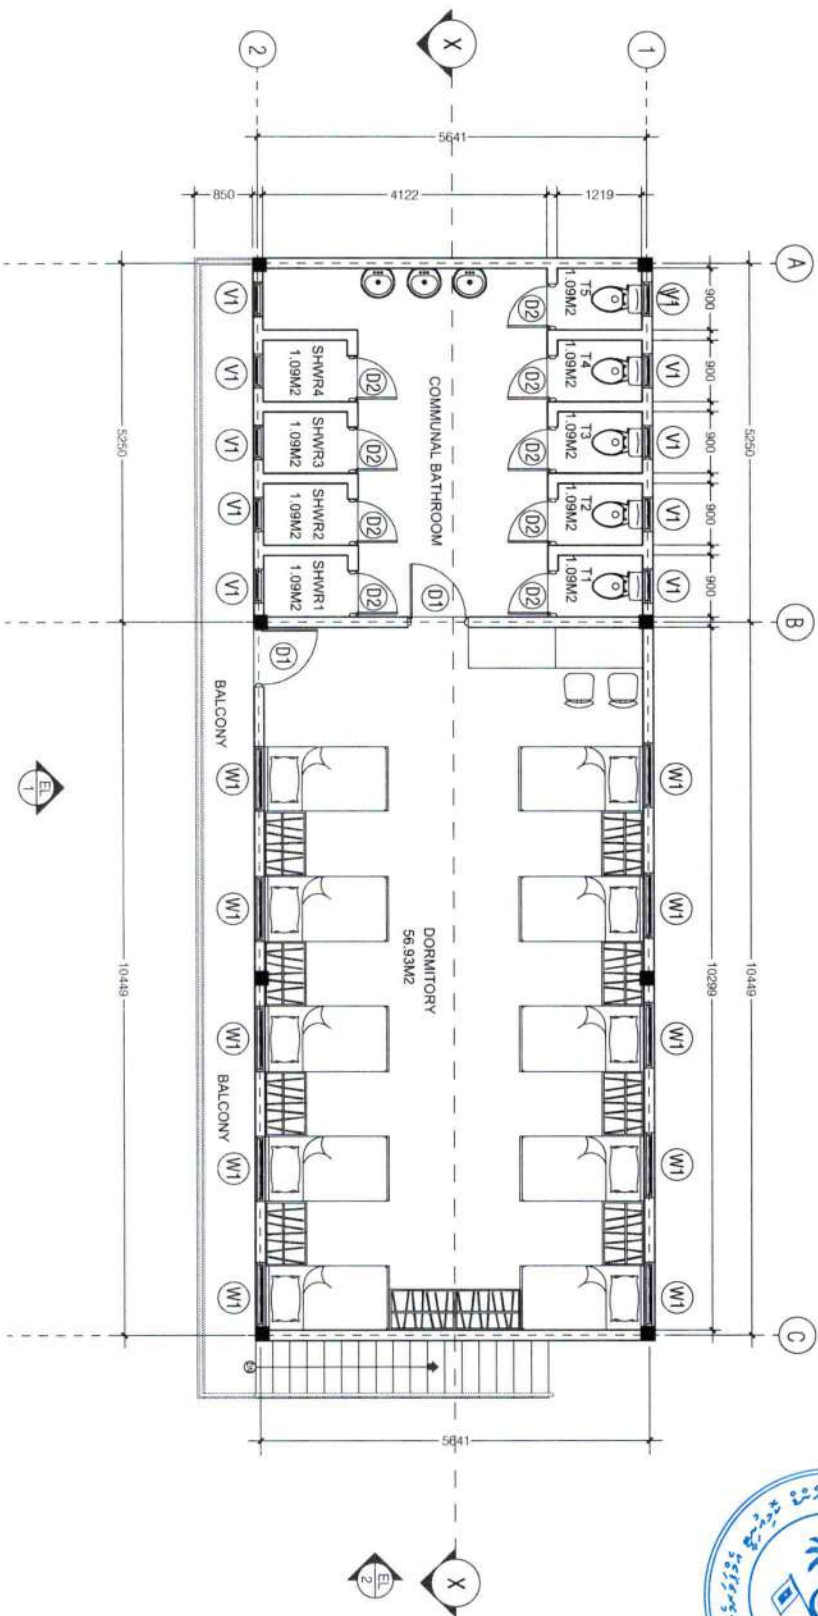 2
X
1
5641
850
4122
1219
A
V1
V1
V1
V1
V1
900
900
900
900
900
5250
T5
1.09M2
T4
1.09M2
T3
1.09M2
T2
1.09M2
T1
1.09M2
D2
D2
D2
D2
D2
COMMUNAL BATHROOM
D2
D2
D2
D2
SHWR4
1.09M2
SHWR3
1.09M2
SHWR2
1.09M2
SHWR1
1.09M2
V1
V1
V1
V1
V1
5250
D1
B
D1
BALCONY
EL
1
W1
W1
W1
W1
W1
DORMITORY
56.93M2
10299
10449
W1
W1
W1
W1
W1
BALCONY
10449
C
5641
EL
2
X